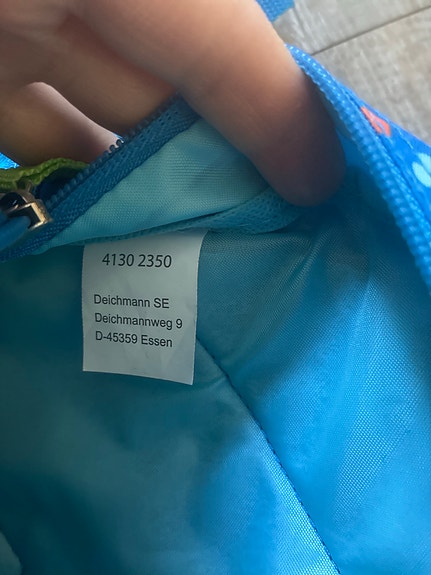 4130 2350
Deichmann SE
Deichmannweg 9
D-45359 Essen